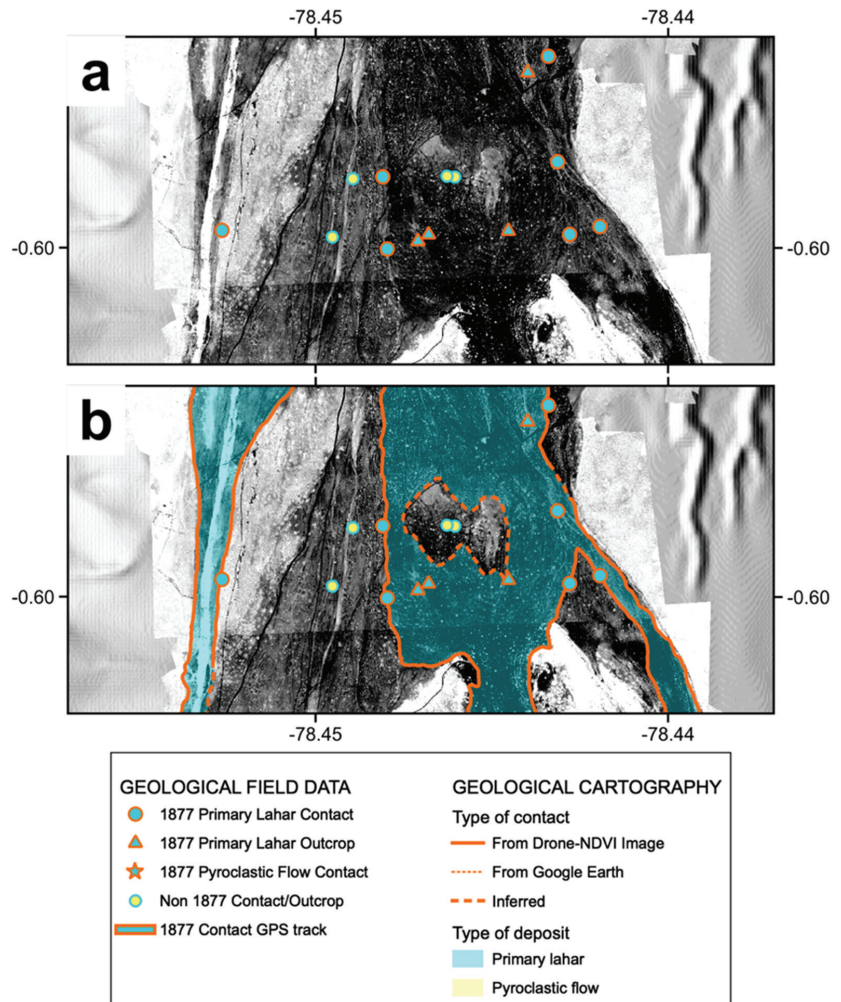 -78.45 -78.44
a
-0.60 -0.60
b
-0.60 -0.60
-78.45 -78.44
GEOLOGICAL FIELD DATA
1877 Primary Lahar Contact
1877 Primary Lahar Outcrop
1877 Pyroclastic Flow Contact
Non 1877 Contact/Outcrop
1877 Contact GPS track
GEOLOGICAL CARTOGRAPHY
Type of contact
From Drone-NDVI Image
From Google Earth
Inferred
Type of deposit
Primary lahar
Pyroclastic flow